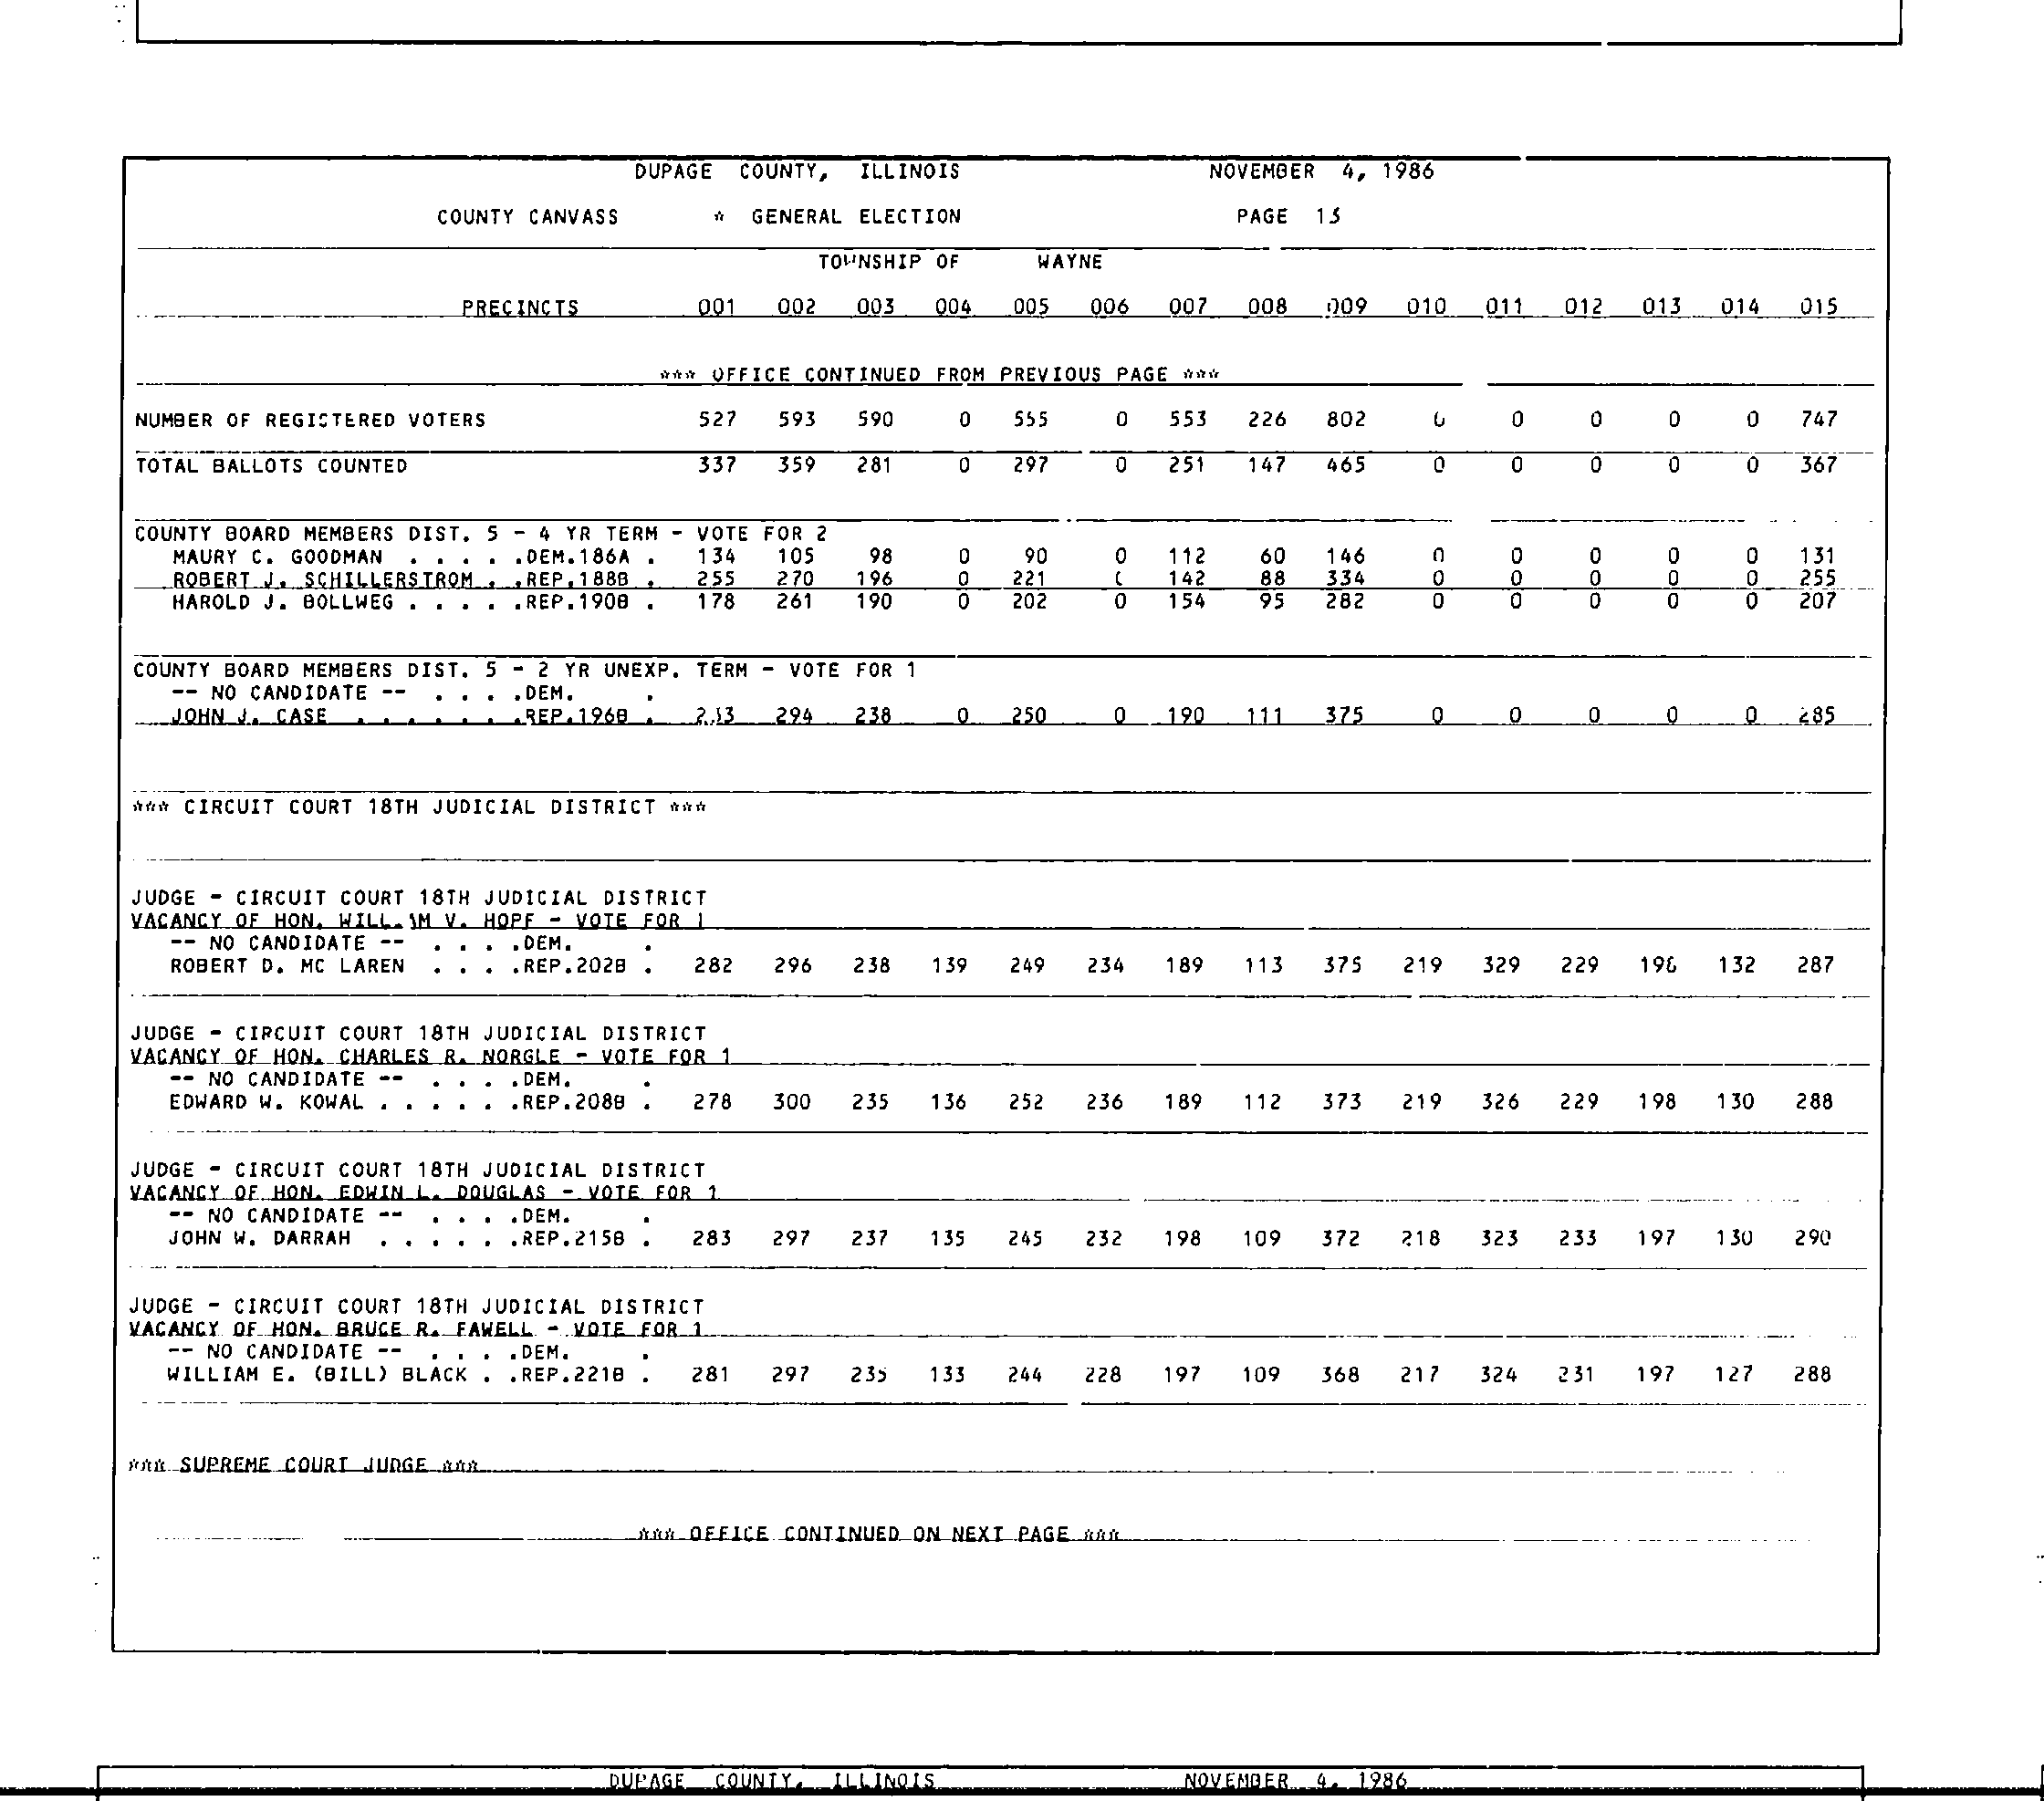 DUPAGE COUNTY, ILLINOIS NOVEMBER 4, 1986
COUNTY CANVASS * GENERAL ELECTION PAGE 13
TOWNSHIP OF WAYNE
PRECINCTS 001 002 003 004 005 006 007 008 009 010 011 012 013 014 015
*** OFFICE CONTINUED FROM PREVIOUS PAGE ***
NUMBER OF REGISTERED VOTERS 527 593 590 0 555 0 553 226 802 0 0 0 0 0 747
TOTAL BALLOTS COUNTED 337 359 281 0 297 0 251 147 465 0 0 0 0 0 367
COUNTY BOARD MEMBERS DIST. 5 - 4 YR TERM - VOTE FOR 2
MAURY C. GOODMAN . . . . .DEM.186A . 134 105 98 0 90 0 112 60 146 0 0 0 0 0 131
ROBERT J. SCHILLERSTROM . .REP.188B . 255 270 196 0 221 0 142 88 334 0 0 0 0 0 255
HAROLD J. BOLLWEG . . . . .REP.190B . 178 261 190 0 202 0 154 95 282 0 0 0 0 0 207
COUNTY BOARD MEMBERS DIST. 5 - 2 YR UNEXP. TERM - VOTE FOR 1
-- NO CANDIDATE -- . . . .DEM. .
JOHN J. CASE . . . . . . .REP.196B . 294 238 0 250 0 190 111 375 0 0 0 0 0 285
*** CIRCUIT COURT 18TH JUDICIAL DISTRICT ***
JUDGE - CIRCUIT COURT 18TH JUDICIAL DISTRICT
VACANCY OF HON. WILLIAM V. HOPF - VOTE FOR 1
-- NO CANDIDATE -- . . . .DEM. .
ROBERT D. MC LAREN . . . .REP.202B . 282 296 238 139 249 234 189 113 375 219 329 229 196 132 287
JUDGE - CIRCUIT COURT 18TH JUDICIAL DISTRICT
VACANCY OF HON. CHARLES R. NORGLE - VOTE FOR 1
-- NO CANDIDATE -- . . . .DEM. .
EDWARD W. KOWAL . . . . . .REP.208B . 278 300 235 136 252 236 189 112 373 219 326 229 198 130 288
JUDGE - CIRCUIT COURT 18TH JUDICIAL DISTRICT
VACANCY OF HON. EDWIN L. DOUGLAS - VOTE FOR 1
-- NO CANDIDATE -- . . . .DEM. .
JOHN W. DARRAH . . . . . .REP.215B . 283 297 237 135 245 232 198 109 372 218 323 233 197 130 290
JUDGE - CIRCUIT COURT 18TH JUDICIAL DISTRICT
VACANCY OF HON. BRUCE R. FAWELL - VOTE FOR 1
-- NO CANDIDATE -- . . . .DEM. .
WILLIAM E. (BILL) BLACK . .REP.221B . 281 297 235 133 244 228 197 109 368 217 324 231 197 127 288
*** SUPREME COURT JUDGE ***
*** OFFICE CONTINUED ON NEXT PAGE ***
DUPAGE COUNTY, ILLINOIS NOVEMBER 4, 1986